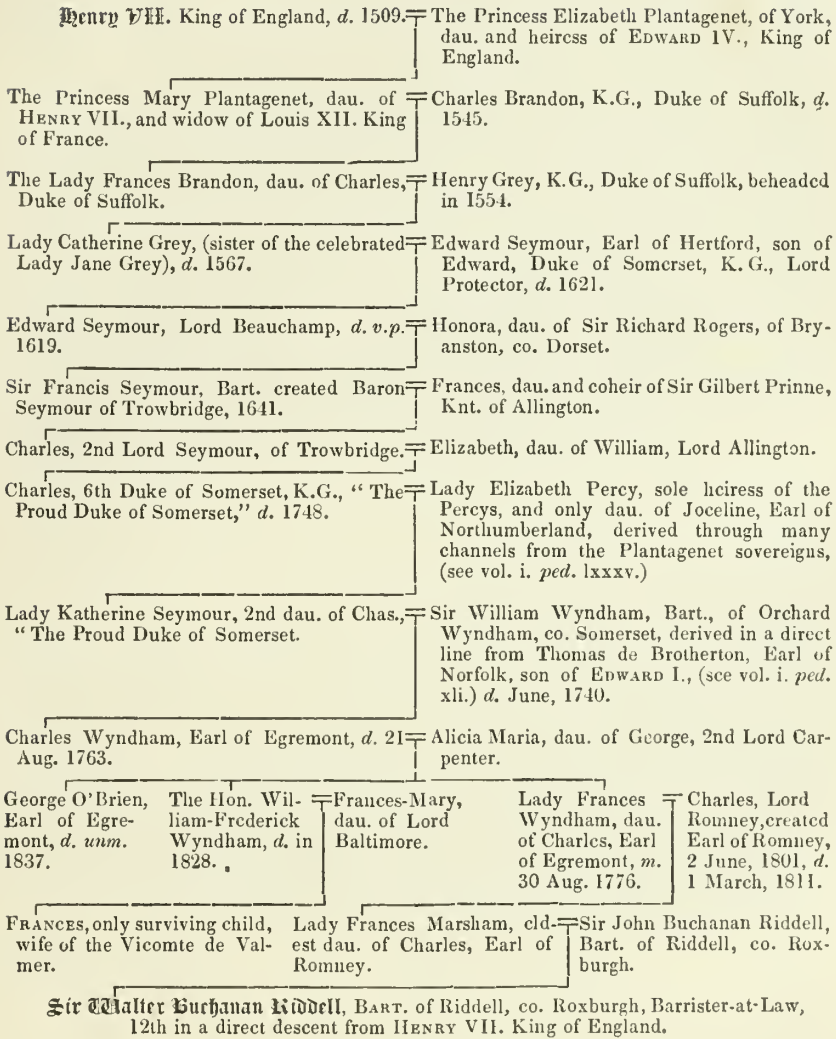 Henry VII. King of England, d. 1509.
The Princess Elizabeth Plantagenet, of York,
dau. and heiress of EDWARD IV., King of
England.
The Princess Mary Plantagenet, dau. of
HENRY VII., and widow of Louis XII. King
of France.
Charles Brandon, K.G., Duke of Suffolk, d.
1545.
The Lady Frances Brandon, dau. of Charles,
Duke of Suffolk.
Henry Grey, K.G., Duke of Suffolk, beheaded
in 1554.
Lady Catherine Grey, (sister of the celebrated
Lady Jane Grey), d. 1567.
Edward Seymour, Earl of Hertford, son of
Edward, Duke of Somerset, K. G., Lord
Protector, d. 1621.
Edward Seymour, Lord Beauchamp, d. v.p.
1619.
Honora, dau. of Sir Richard Rogers, of Bry-
anston, co. Dorset.
Sir Francis Seymour, Bart. created Baron
Seymour of Trowbridge, 1641.
Frances, dau. and coheir of Sir Gilbert Prinne,
Knt. of Allington.
Charles, 2nd Lord Seymour, of Trowbridge.
Elizabeth, dau. of William, Lord Allington.
Charles, 6th Duke of Somerset, K.G., "The
Proud Duke of Somerset," d. 1748.
Lady Elizabeth Percy, sole heiress of the
Percys, and only dau. of Joceline, Earl of
Northumberland, derived through many
channels from the Plantagenet sovereigns,
(see vol. i. ped. lxxxv.)
Lady Katherine Seymour, 2nd dau. of Chas.,
"The Proud Duke of Somerset.
Sir William Wyndham, Bart., of Orchard
Wyndham, co. Somerset, derived in a direct
line from Thomas de Brotherton, Earl of
Norfolk, son of EDWARD I., (see vol. i. ped.
xli.) d. June, 1740.
Charles Wyndham, Earl of Egremont, d. 21
Aug. 1763.
Alicia Maria, dau. of George, 2nd Lord Car-
penter.
George O'Brien,
Earl of Egre-
mont, d. unm.
1837.
The Hon. Wil-
liam-Frederick
Wyndham, d. in
1828.
Frances-Mary,
dau. of Lord
Baltimore.
Lady Frances
Wyndham, dau.
of Charles, Earl
of Egremont, m.
30 Aug. 1776.
Charles, Lord
Romney, created
Earl of Romney,
2 June, 1801, d.
1 March, 1811.
FRANCES, only surviving child,
wife of the Vicomte de Val-
mer.
Lady Frances Marsham, eld-
est dau. of Charles, Earl of
Romney.
Sir John Buchanan Riddell,
Bart. of Riddell, co. Rox-
burgh.
Sir Walter Buchanan Riddell, BART. of Riddell, co. Roxburgh, Barrister-at-Law,
12th in a direct descent from HENRY VII. King of England.